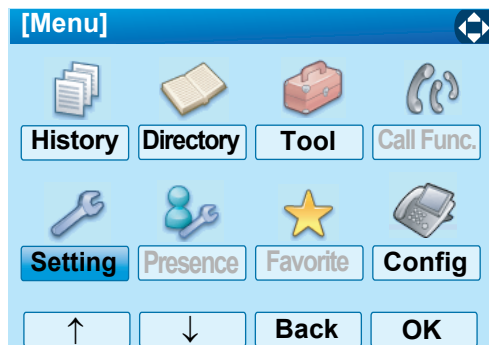 [Menu]
History Directory Tool Call Func.
Setting Presence Favorite Config
↑ ↓ Back OK